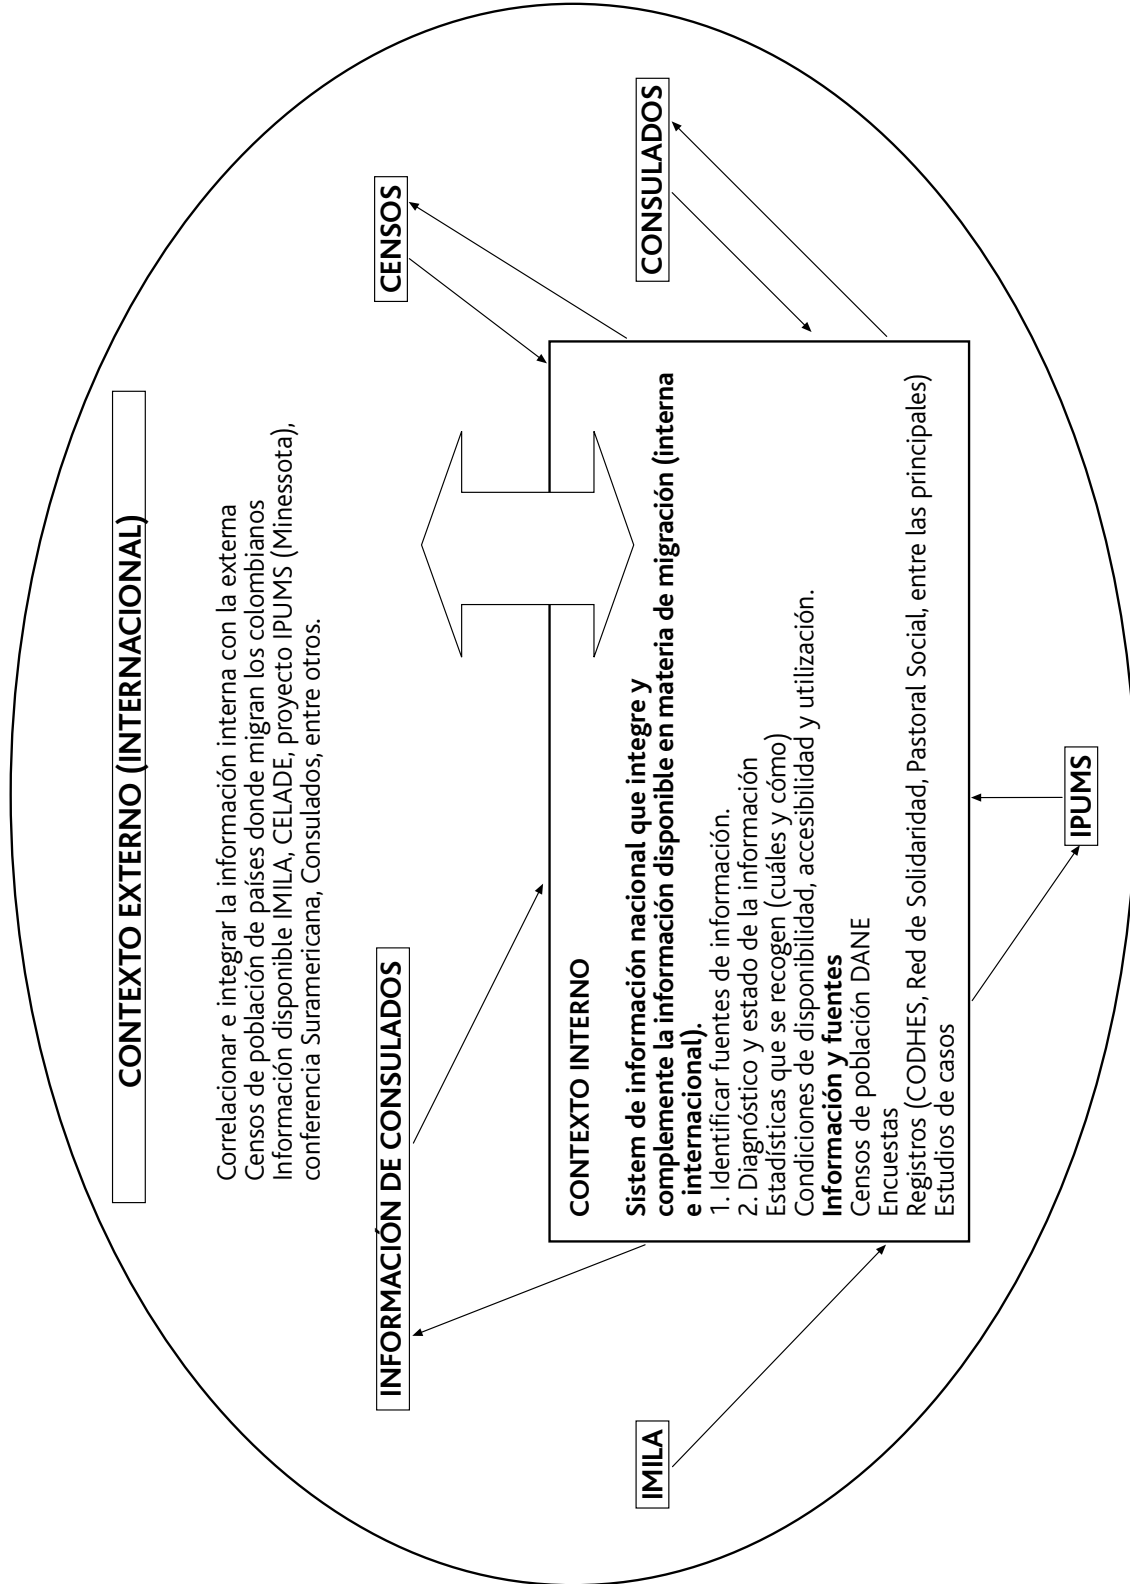 CONTEXTO EXTERNO (INTERNACIONAL)
Correlacionar e integrar la información interna con la externa
Censos de población de países donde migran los colombianos
Información disponible IMILA, CELADE, proyecto IPUMS (Minessota),
conferencia Suramericana, Consulados, entre otros.
INFORMACIÓN DE CONSULADOS
CENSOS
CONTEXTO INTERNO
Sistem de información nacional que integre y
complemente la información disponible en materia de migración (interna
e internacional).
1. Identificar fuentes de información.
2. Diagnóstico y estado de la información
Estadísticas que se recogen (cuáles y cómo)
Condiciones de disponibilidad, accesibilidad y utilización.
Información y fuentes
Censos de población DANE
Encuestas
Registros (CODHES, Red de Solidaridad, Pastoral Social, entre las principales)
Estudios de casos
IMILA
CONSULADOS
IPUMS